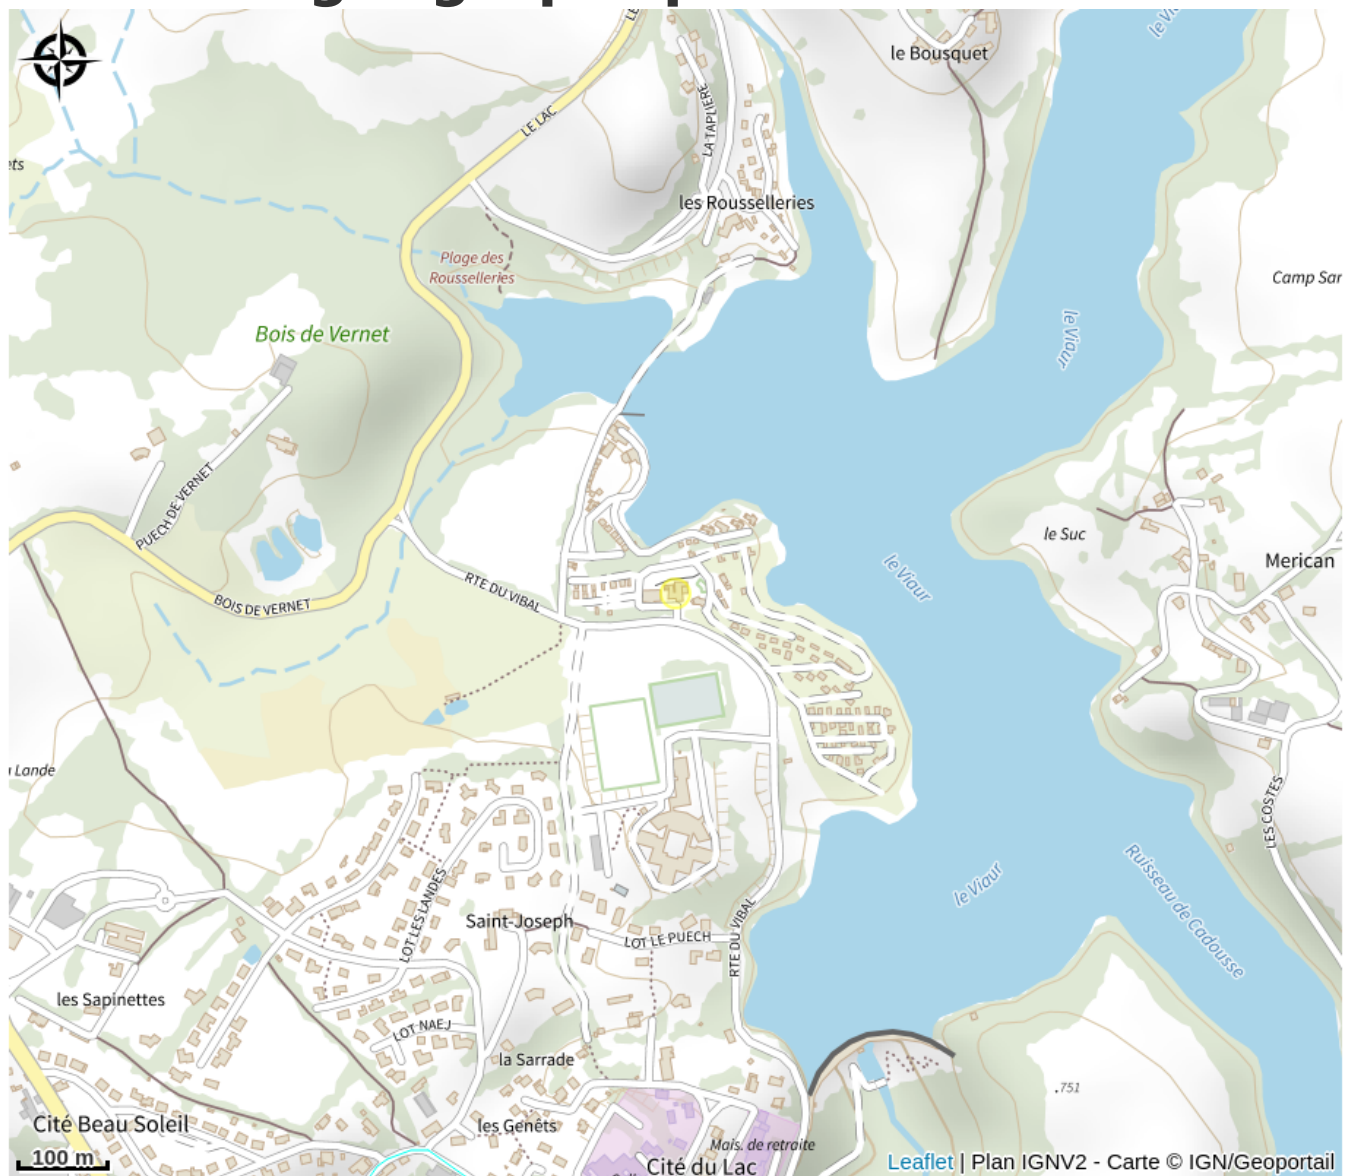 le Bousquet
LE LAC
LA TAPLIERE
les Rousselleries
Plage des
Rousselleries
Camp Sar
Bois de Vernet
le Viaur
PUECH DE VERNET
le Suc
Merican
le Viaur
RTE DU VIBAL
BOIS DE VERNET
LES COSTES
Lande
LOT LES LANDES
Saint-Joseph
LOT LE PUECH
RTE DU VIBAL
le Viaur
Ruisseau de Cadousse
les Sapinettes
LOT NAEJ
la Sarrade
.751
Cité Beau Soleil
les Genêts
Mais. de retraite
Cité du Lac
100 m
Leaflet | Plan IGNV2 - Carte © IGN/Geoportail